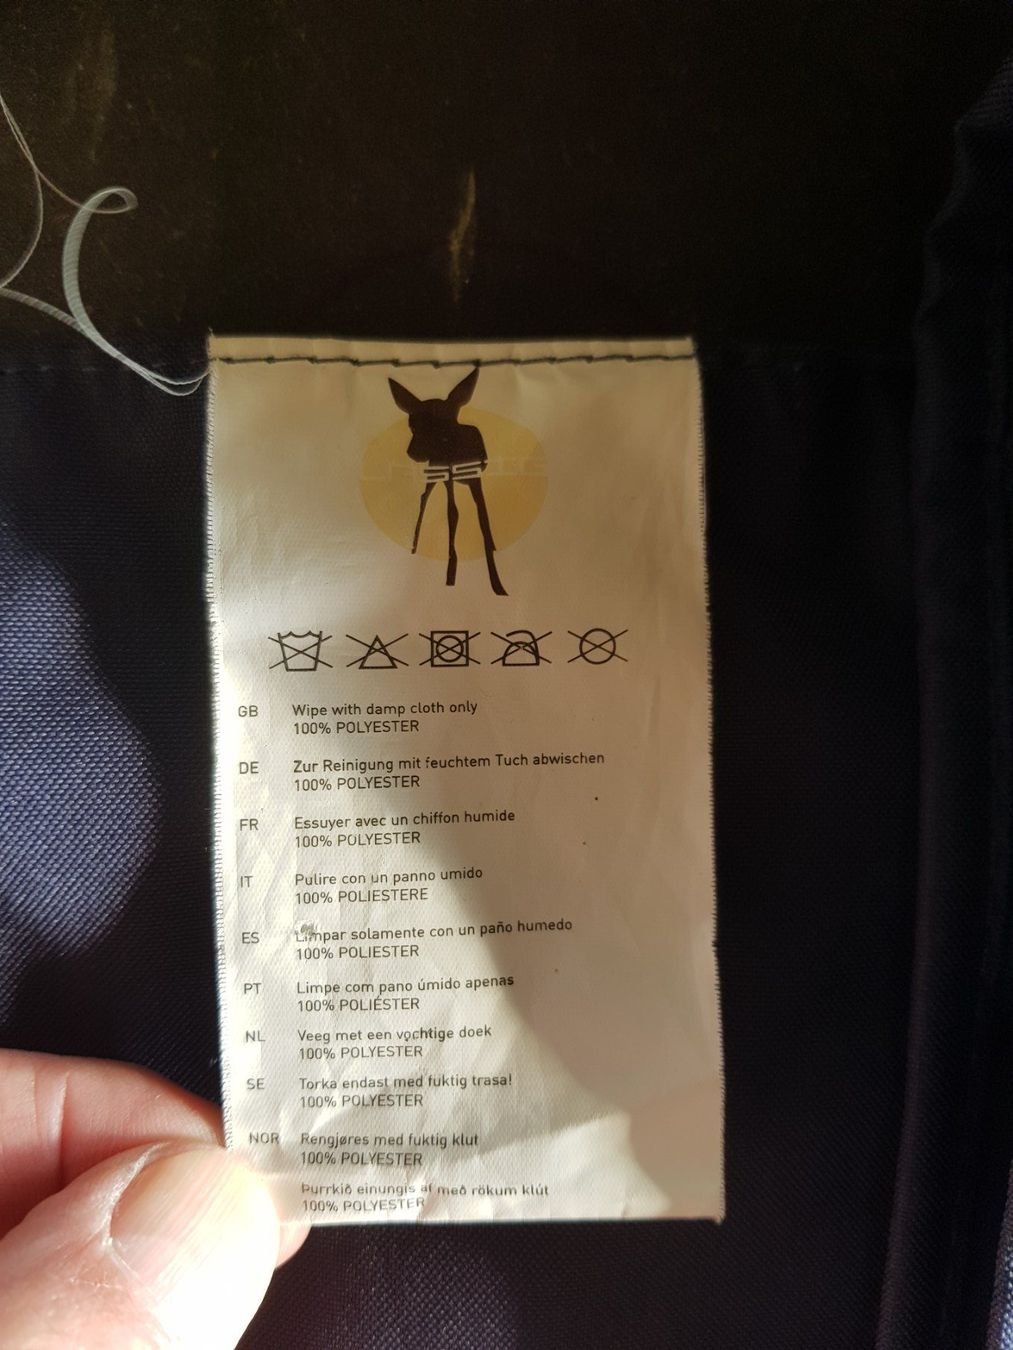 GB Wipe with damp cloth only
100% POLYESTER
DE Zur Reinigung mit feuchtem Tuch abwischen
100% POLYESTER
FR Essuyer avec un chiffon humide
100% POLYESTER
IT Pulire con un panno umido
100% POLIESTERE
ES Limpar solamente con un paño humedo
100% POLIESTER
PT Limpe com pano úmido apenas
100% POLIÉSTER
NL Veeg met een vochtige doek
100% POLYESTER
SE Torka endast med fuktig trasa!
100% POLYESTER
NOR Rengjøres med fuktig klut
100% POLYESTER
Þurrkið einungis af með rökum klút
100% POLYESTER